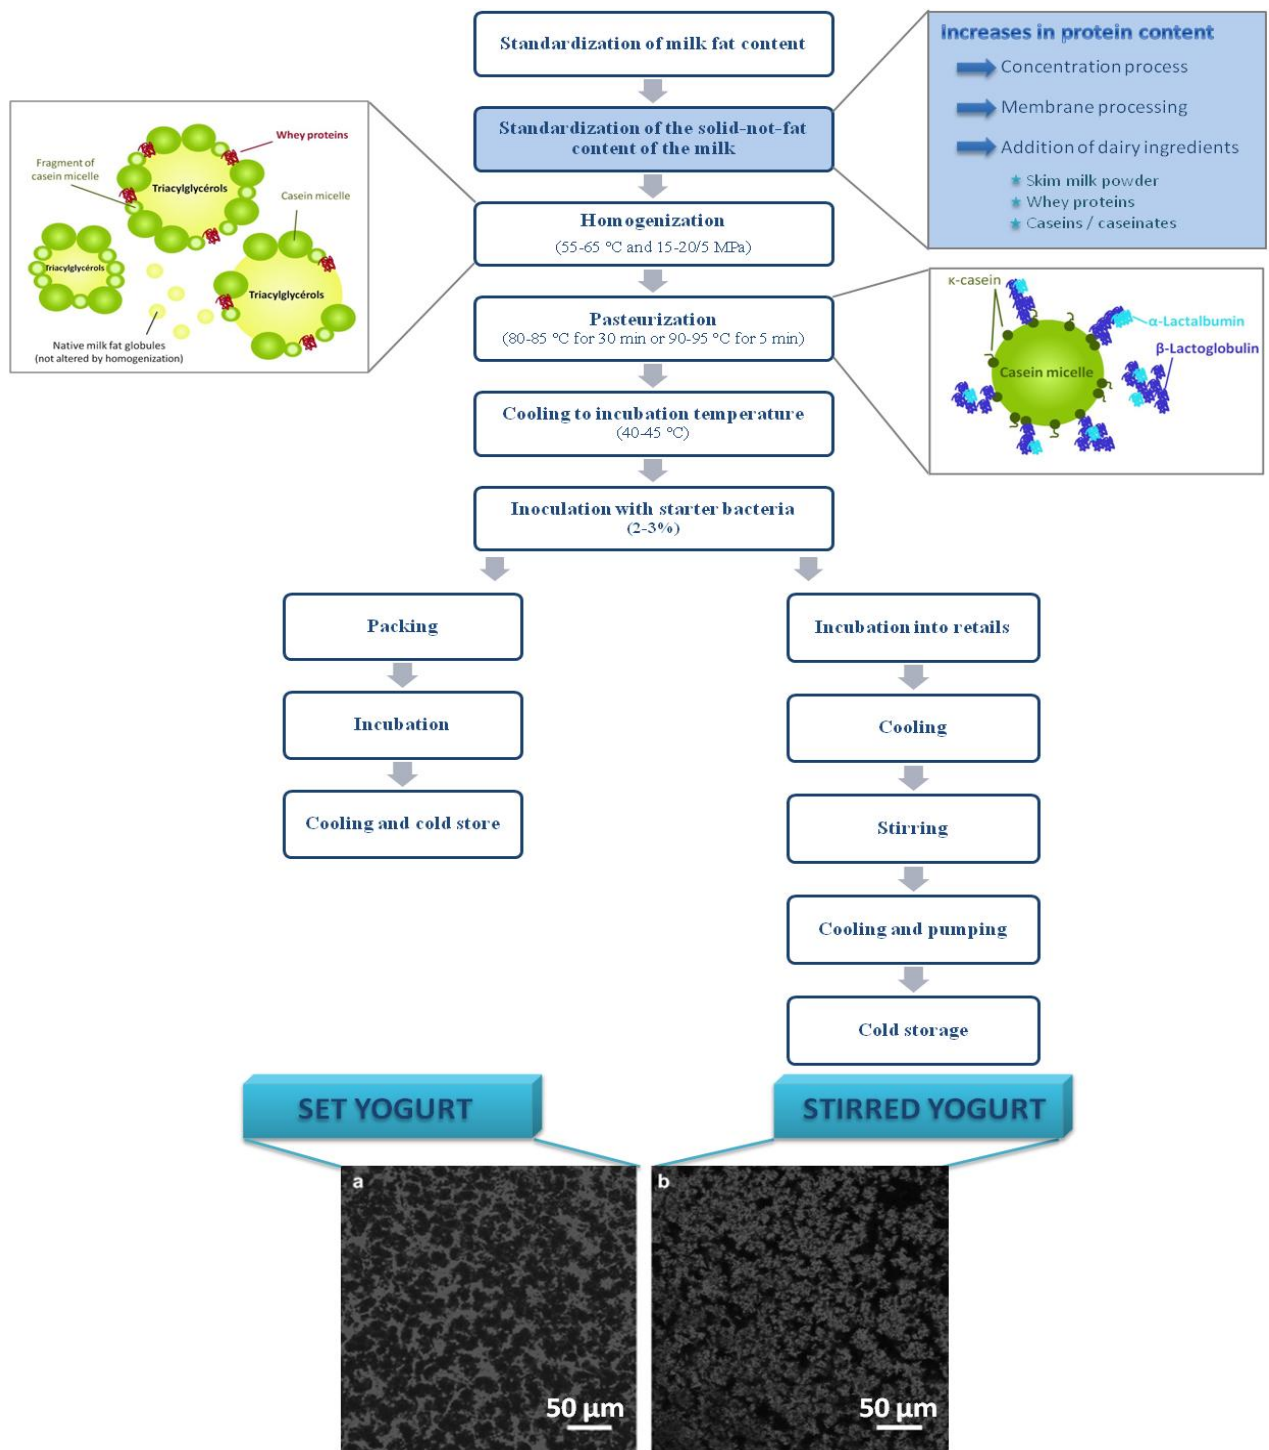 Standardization of milk fat content
Standardization of the solid-not-fat
content of the milk
Increases in protein content
Concentration process
Membrane processing
Addition of dairy ingredients
Skim milk powder
Whey proteins
Caseins / caseinates
Whey proteins
Fragment of
casein micelle
Triacylglycérols
Casein micelle
Triacylglycérols
Triacylglycérols
Native milk fat globules
(not altered by homogenization)
Homogenization
(55-65 °C and 15-20/5 MPa)
Pasteurization
(80-85 °C for 30 min or 90-95 °C for 5 min)
κ-casein
α-Lactalbumin
β-Lactoglobulin
Casein micelle
Cooling to incubation temperature
(40-45 °C)
Inoculation with starter bacteria
(2-3%)
Packing
Incubation
Cooling and cold store
Incubation into retails
Cooling
Stirring
Cooling and pumping
Cold storage
SET YOGURT
STIRRED YOGURT
a
50 µm
b
50 µm